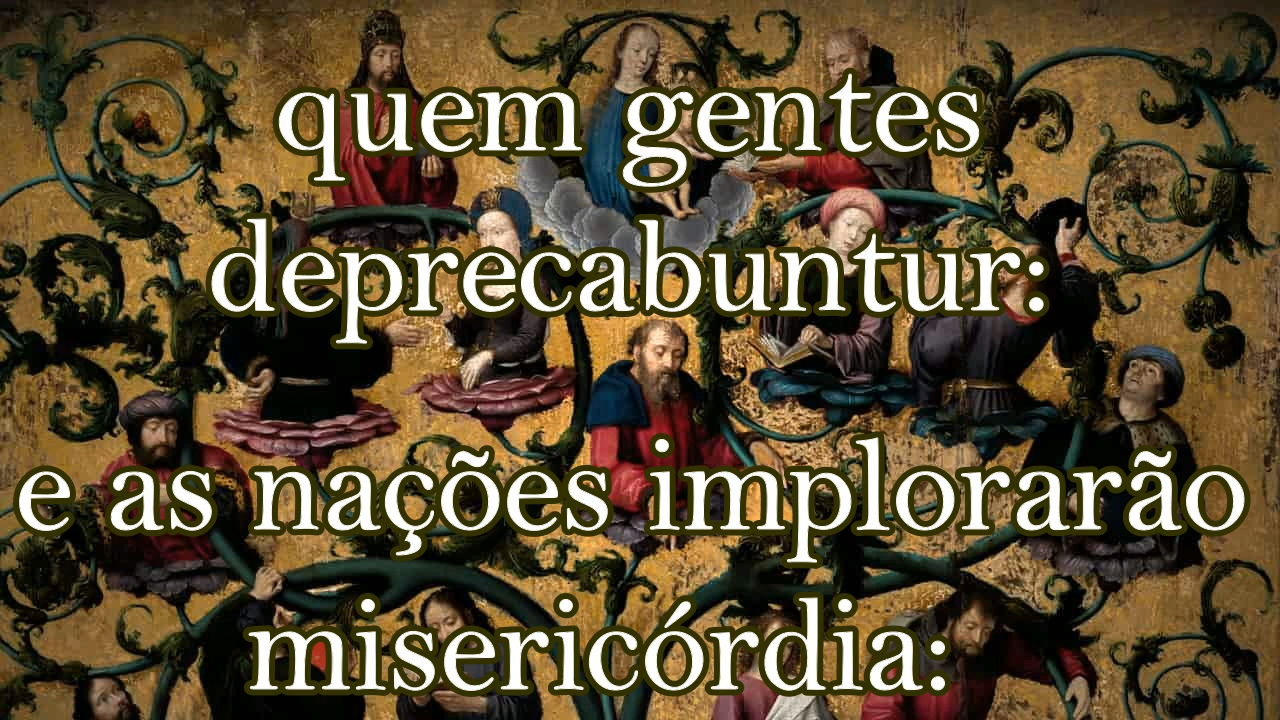 quem gentes
deprecabuntur:
e as nações implorarão
misericórdia: